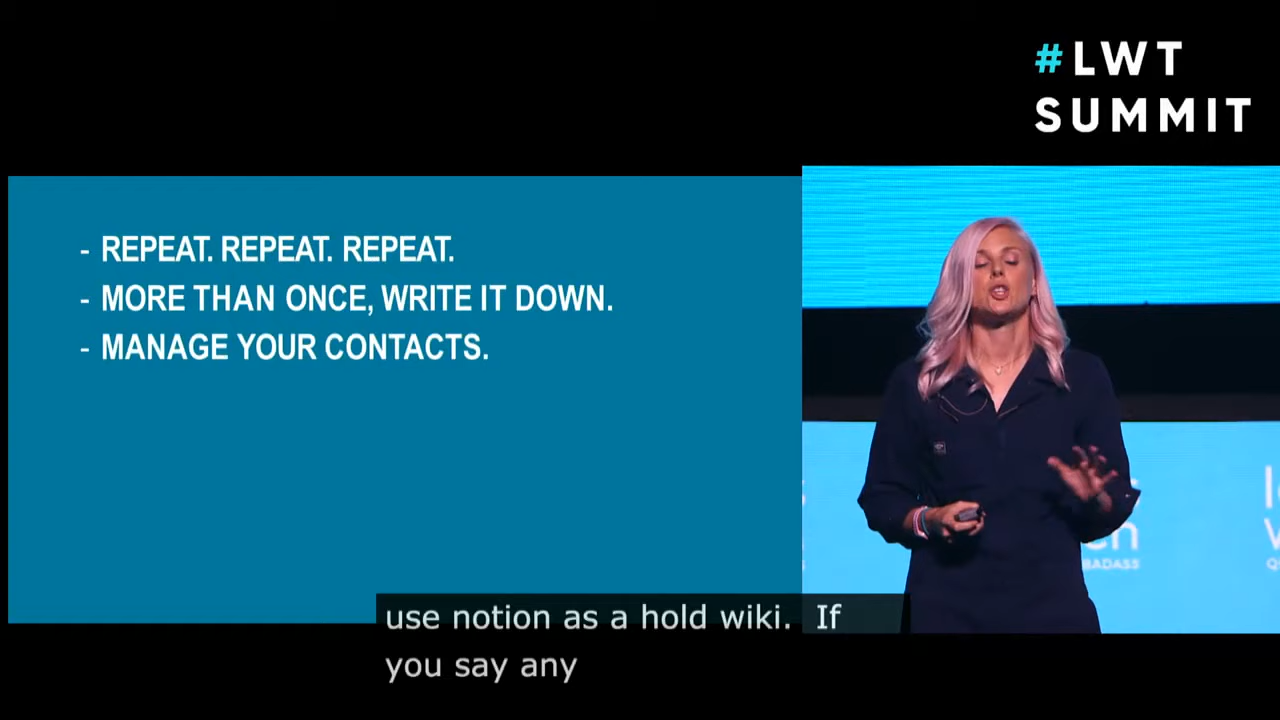 #LWT
SUMMIT
- REPEAT. REPEAT. REPEAT.
- MORE THAN ONCE, WRITE IT DOWN.
- MANAGE YOUR CONTACTS.
BADASS
use notion as a hold wiki. If
you say any